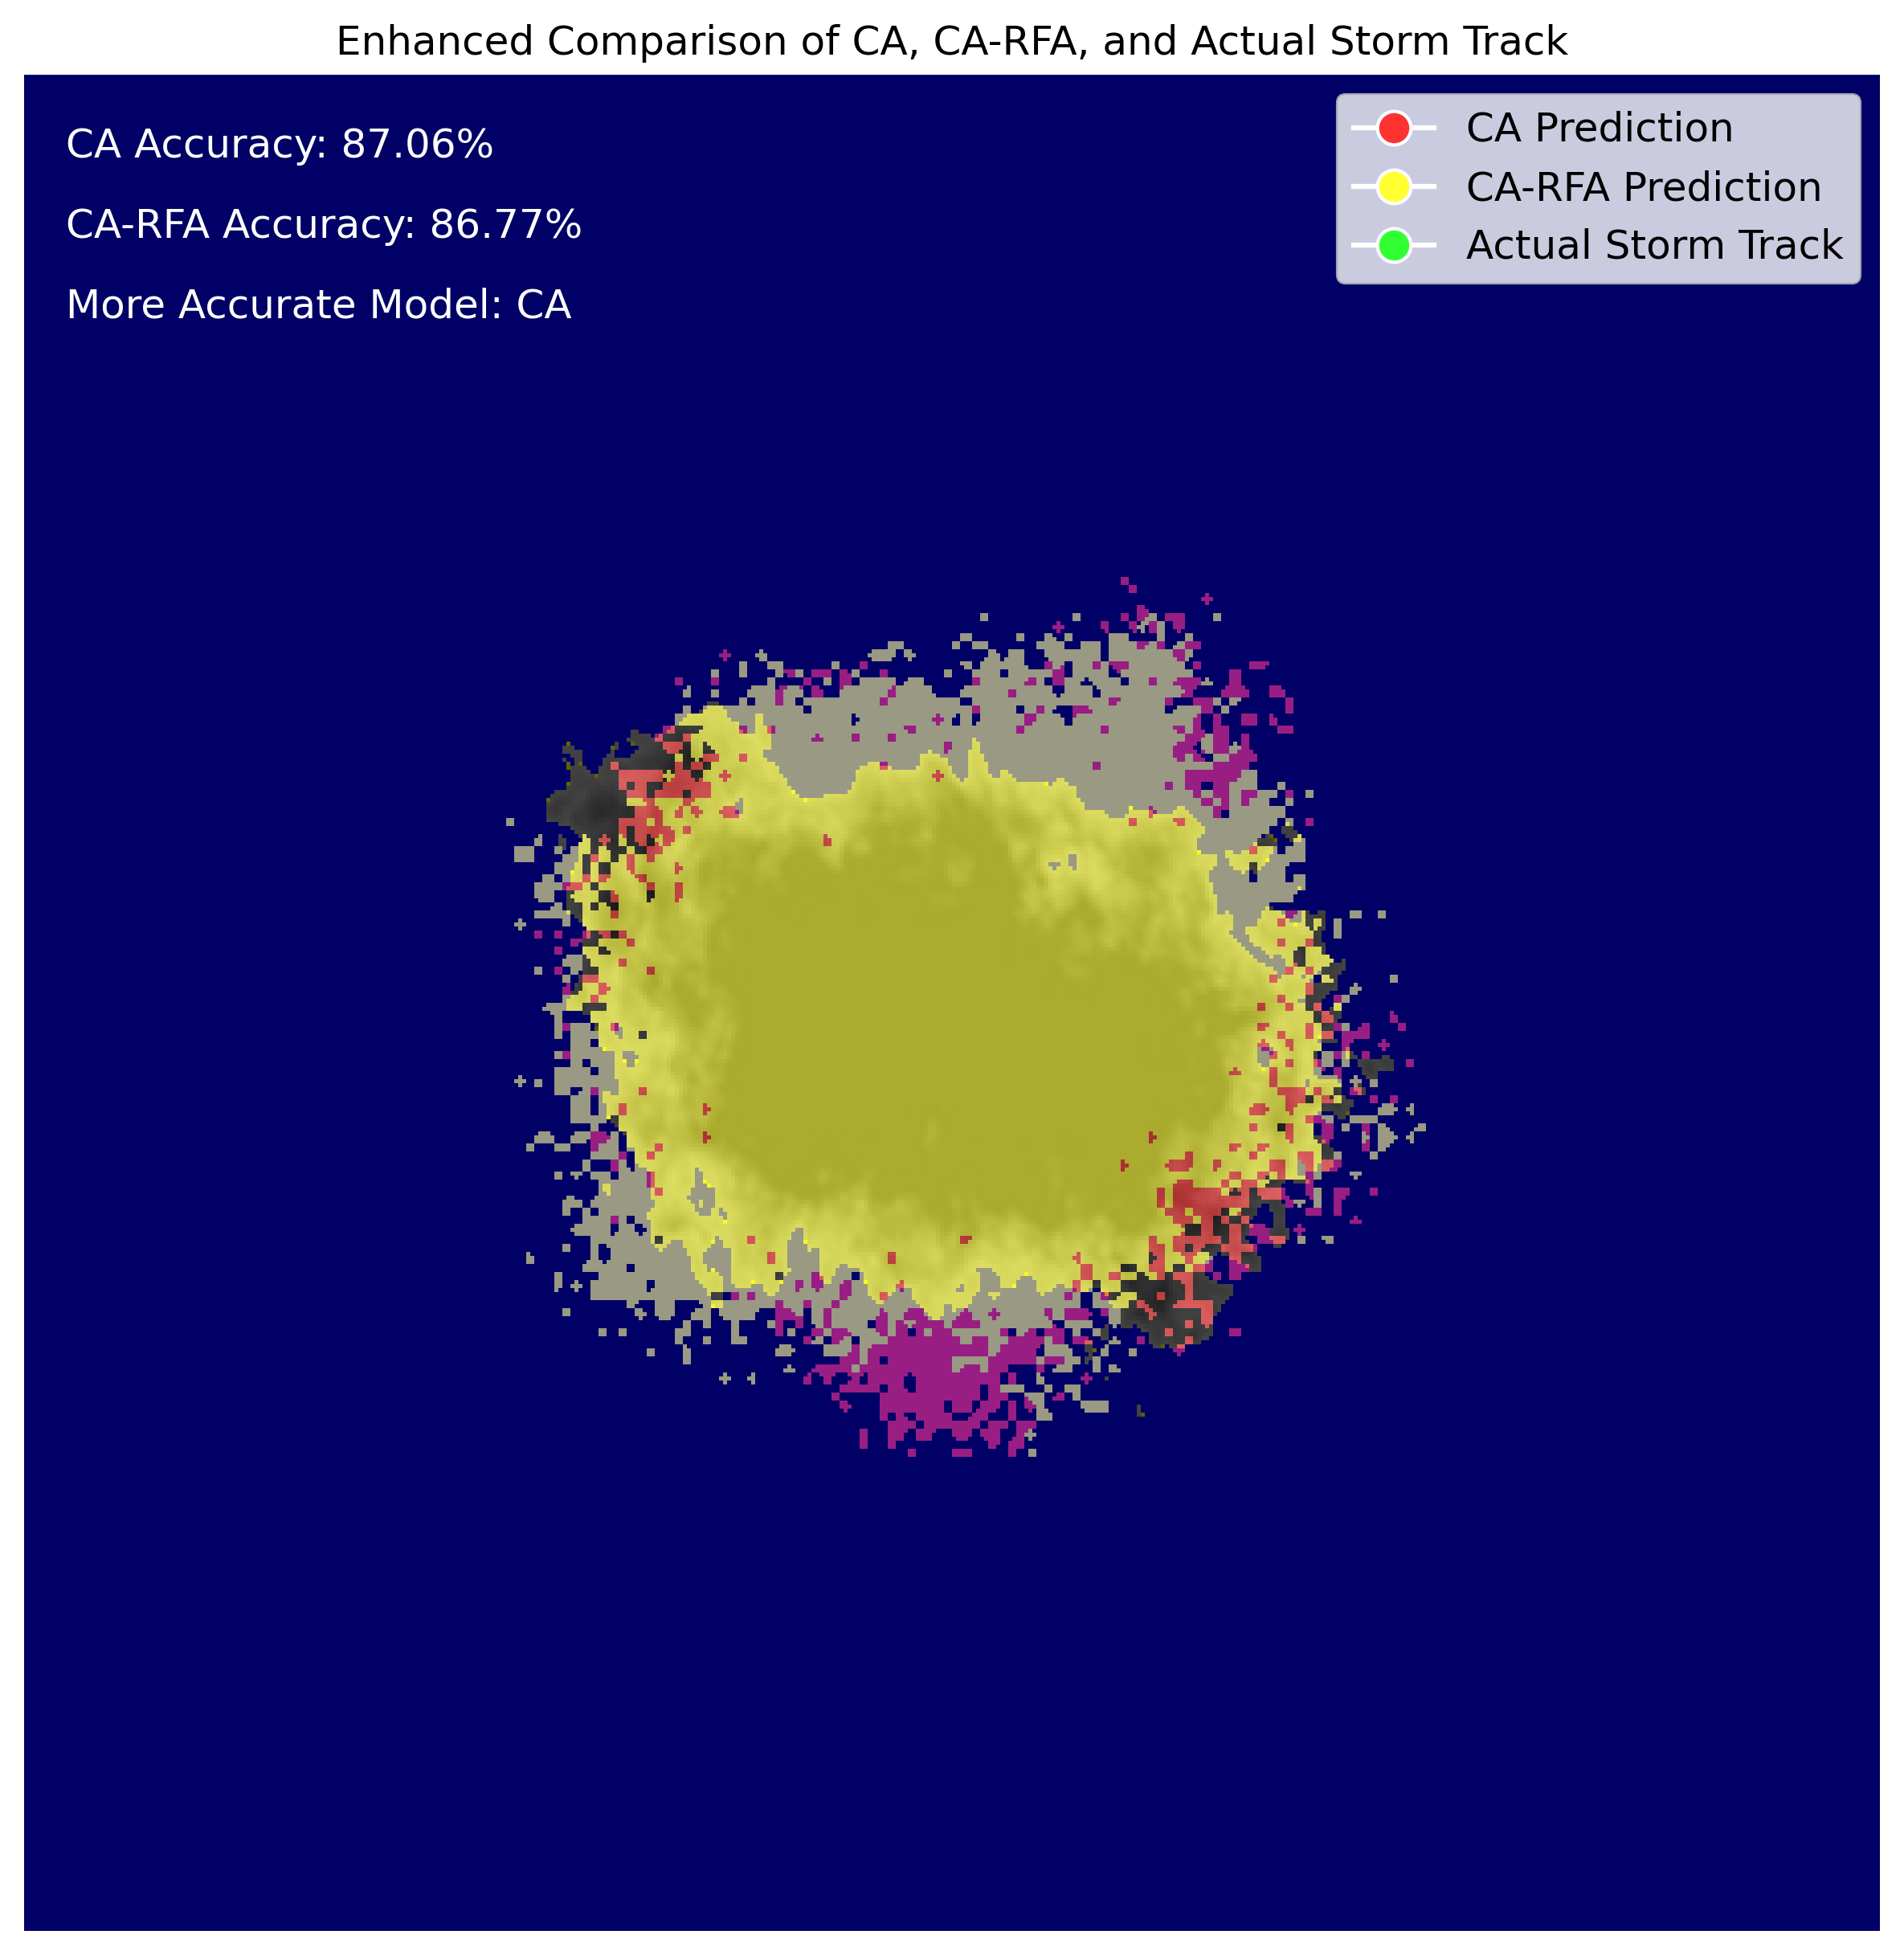 Enhanced Comparison of CA, CA-RFA, and Actual Storm Track
CA Accuracy: 87.06%
CA-RFA Accuracy: 86.77%
More Accurate Model: CA
CA Prediction
CA-RFA Prediction
Actual Storm Track